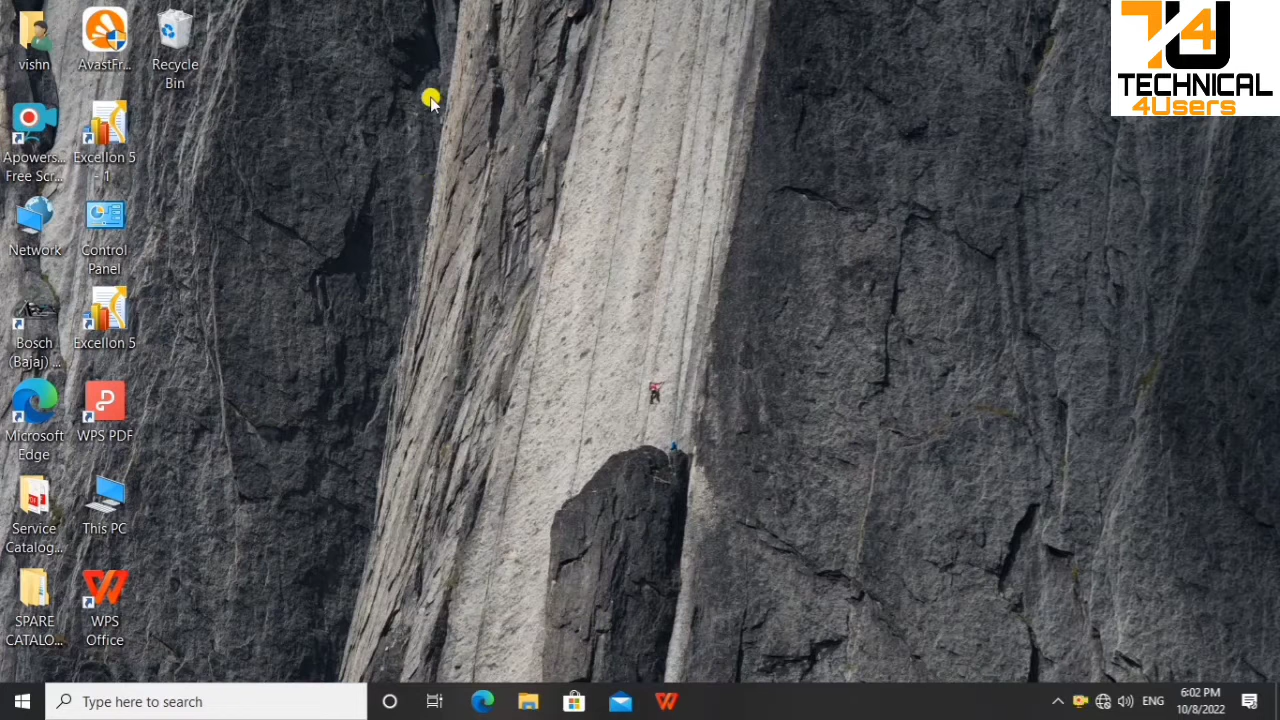 vishn
AvastFr...
Recycle
Bin
Apowers...
Free Scr...
Excellon 5
- 1
Network
Control
Panel
Bosch
(Bajaj) ...
Excellon 5
Microsoft
Edge
WPS PDF
Service
Catalog...
This PC
SPARE
CATALO...
WPS
Office
T4U
TECHNICAL
4Users
Type here to search
ENG
6:02 PM
10/8/2022